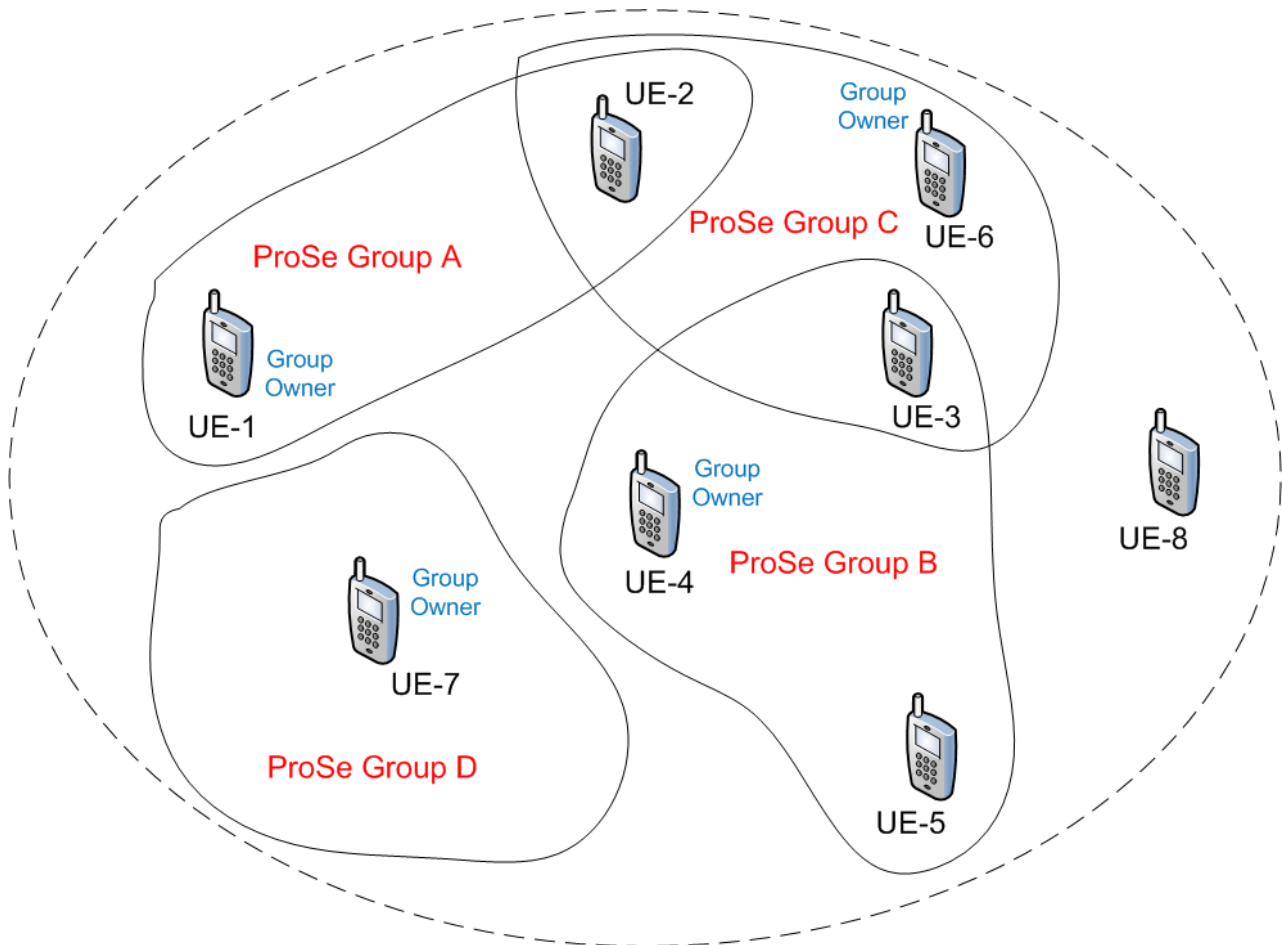 UE-2
Group
Owner
ProSe Group C
UE-6
ProSe Group A
Group
Owner
UE-1
UE-3
Group
Owner
UE-4
ProSe Group B
UE-8
Group
Owner
UE-7
ProSe Group D
UE-5